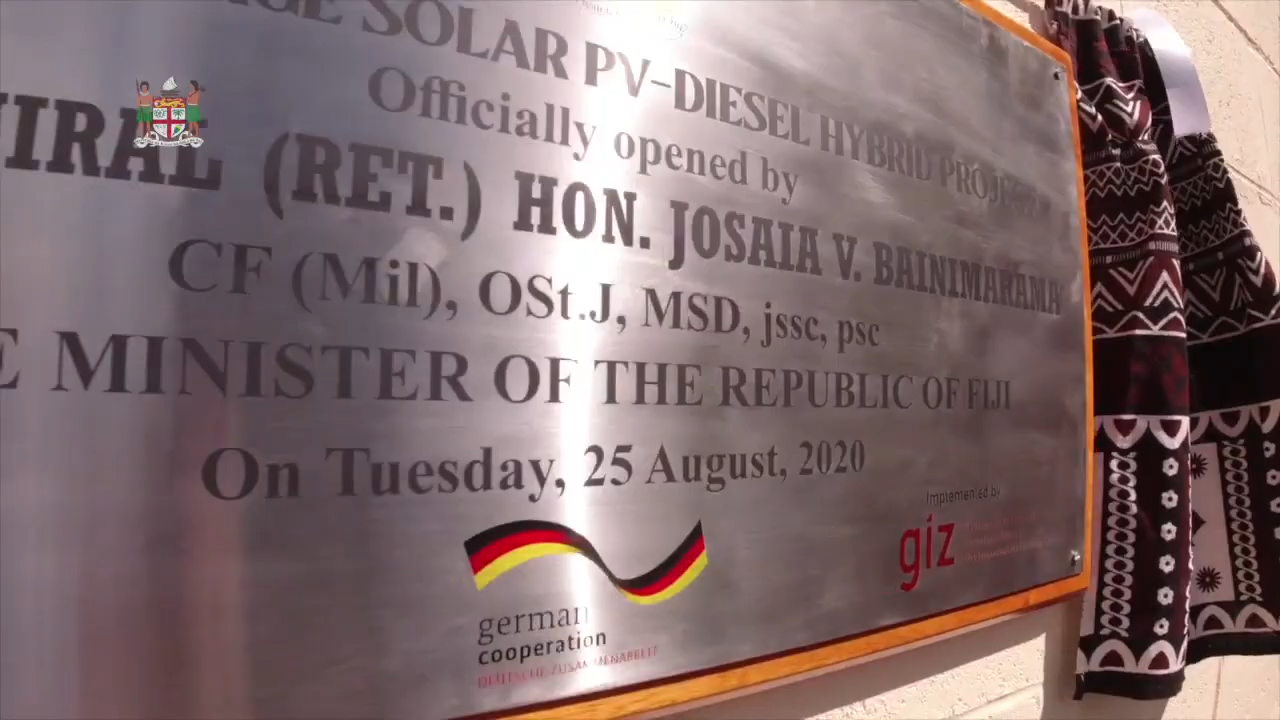 SOLAR PV-DIESEL HYBRID PROJECT
Officially opened by
(RET.) HON. JOSAIA V. BAINIMARAMA
CF (Mil), OSt.J, MSD, jssc, psc
MINISTER OF THE REPUBLIC OF FIJI
On Tuesday, 25 August, 2020
Implemented by
giz
german
cooperation
DEUTSCHE ZUSAMMENARBEIT